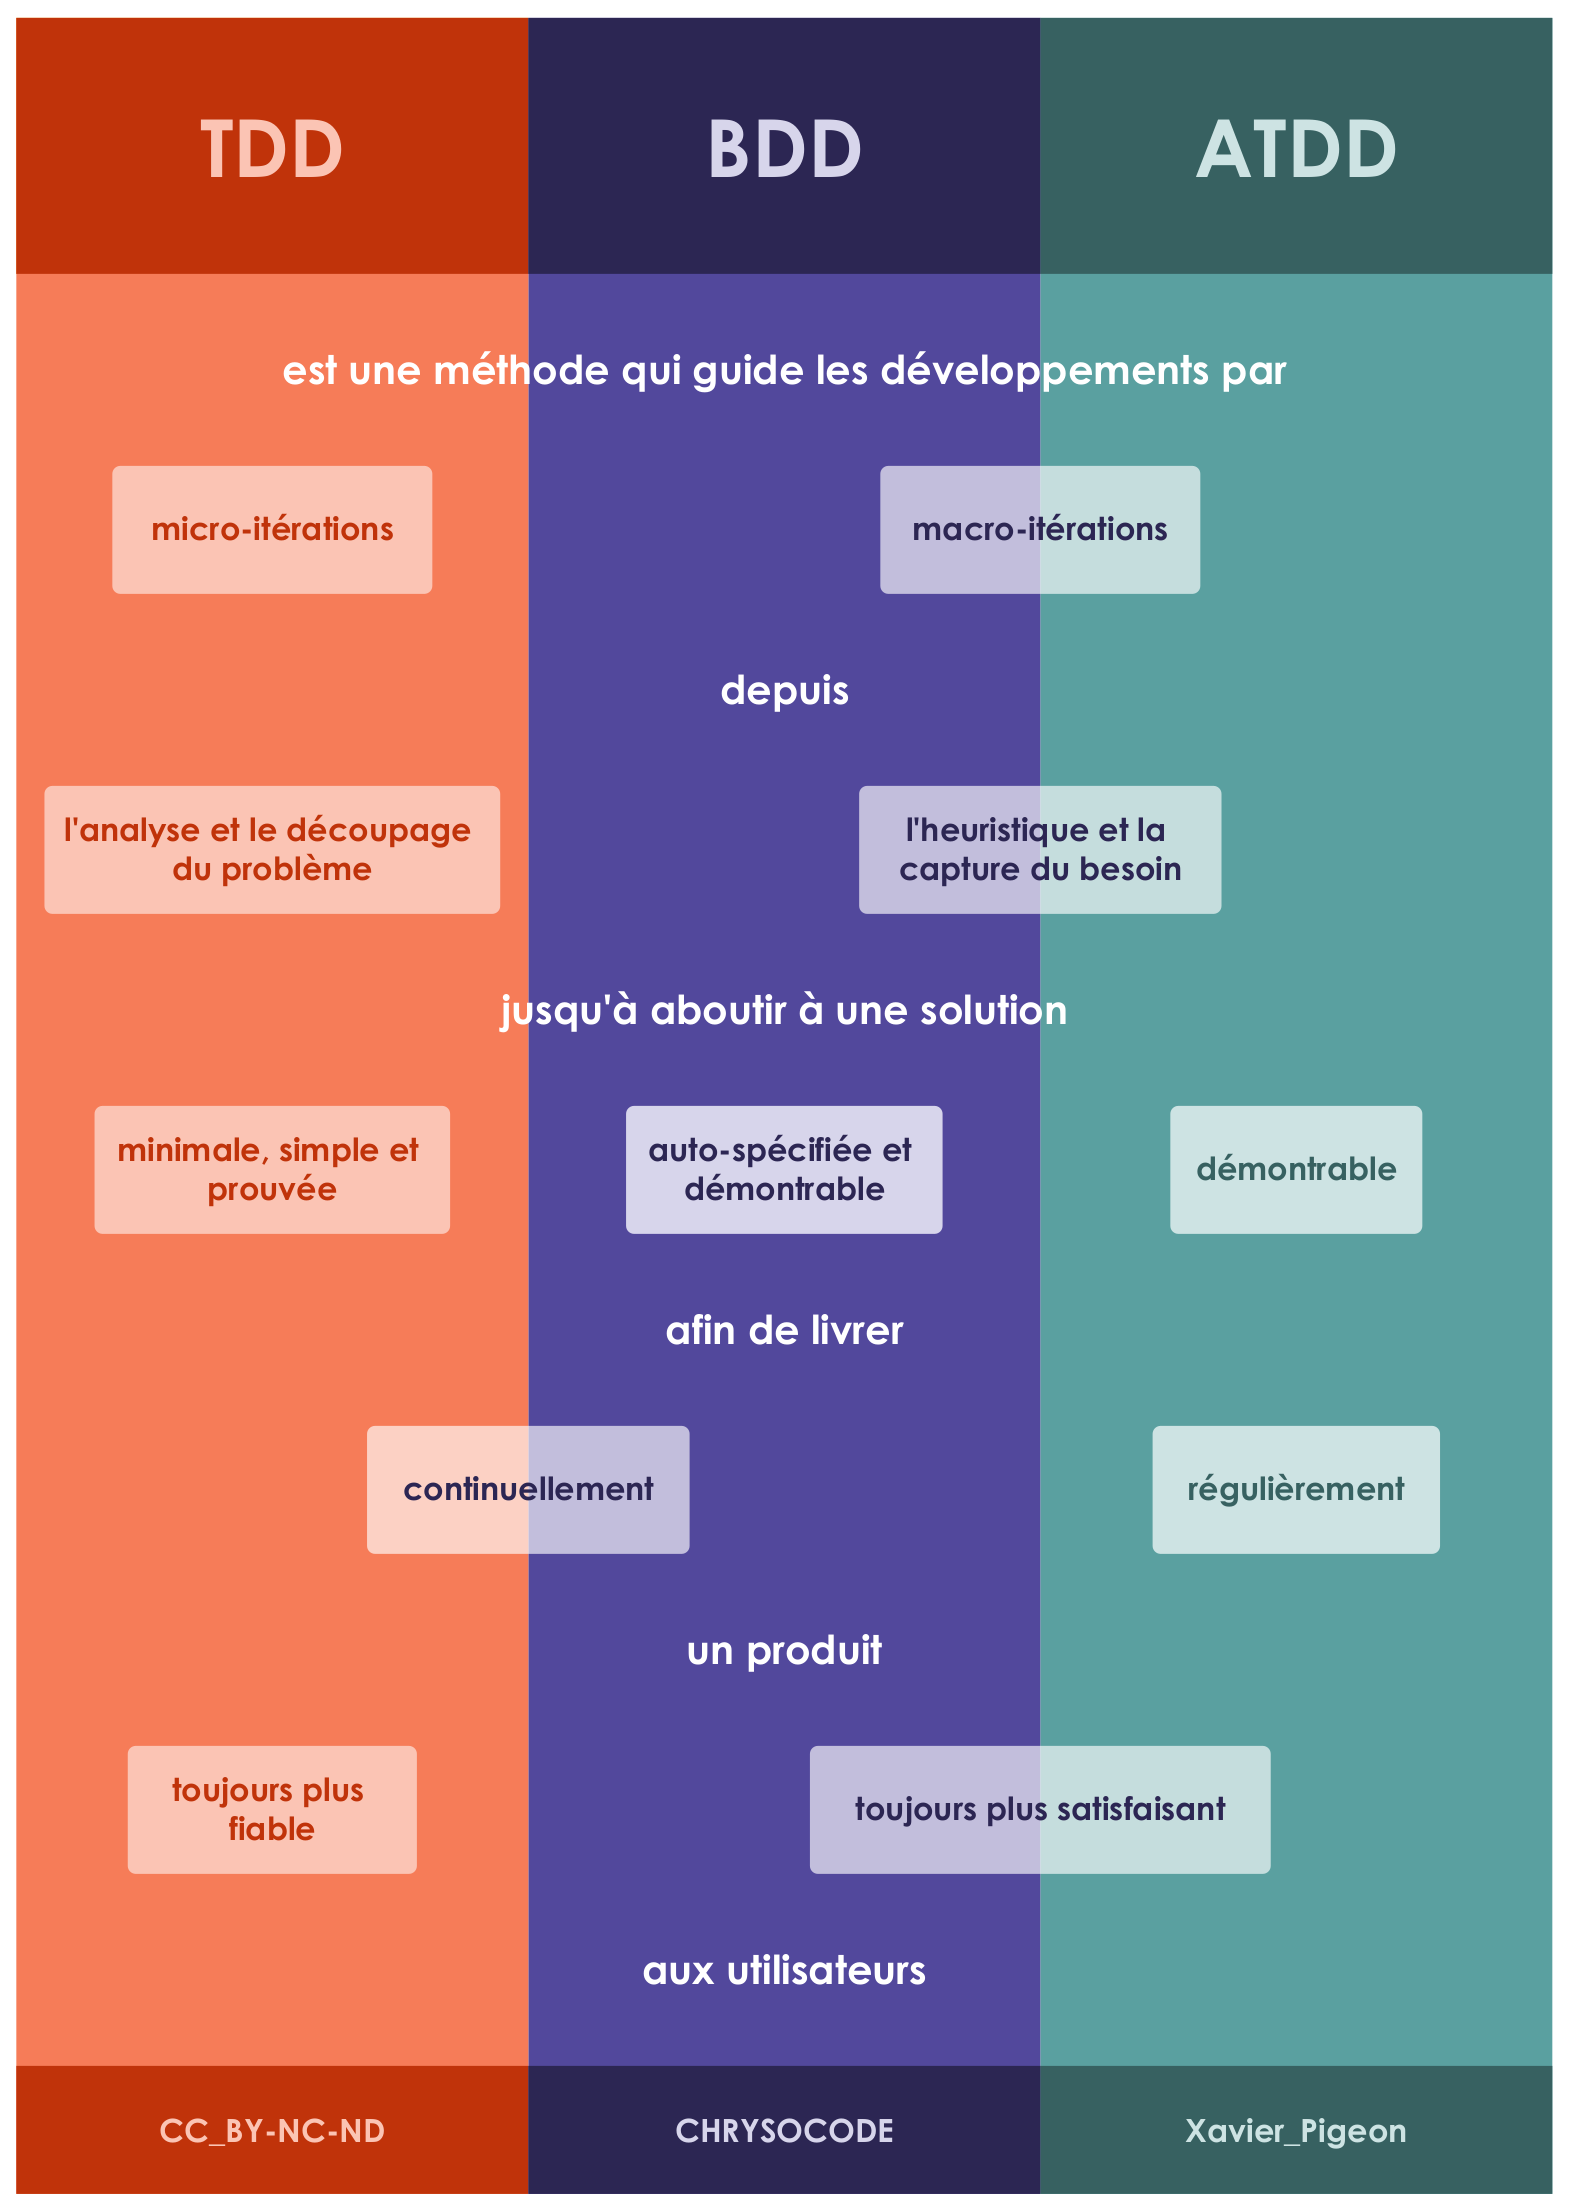 TDD
BDD
ATDD
est une méthode qui guide les développements par
micro-itérations
macro-itérations
depuis
l'analyse et le découpage
du problème
l'heuristique et la
capture du besoin
jusqu'à aboutir à une solution
minimale, simple et
prouvée
auto-spécifiée et
démontrable
démontrable
afin de livrer
continuellement
régulièrement
un produit
toujours plus
fiable
toujours plus satisfaisant
aux utilisateurs
CC_BY-NC-ND
CHRYSOCODE
Xavier_Pigeon